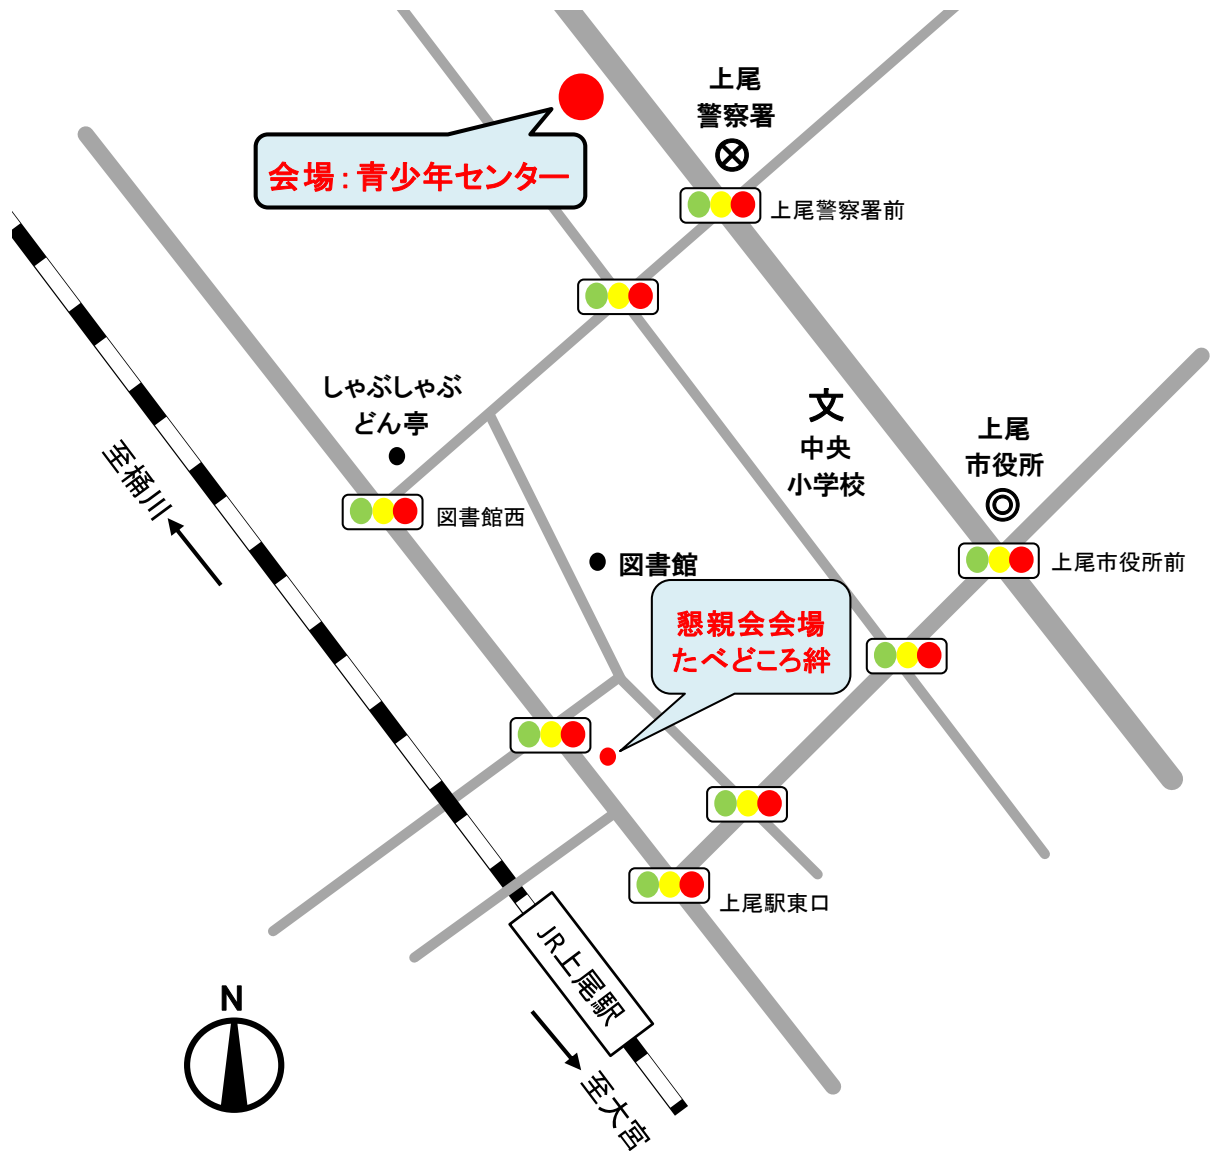 上尾
警察署
会場：青少年センター
上尾警察署前
しゃぶしゃぶ
どん亭
文
中央
小学校
上尾
市役所
至桶川
図書館西
図書館
上尾市役所前
懇親会会場
たべどころ絆
上尾駅東口
JR上尾駅
N
至大宮